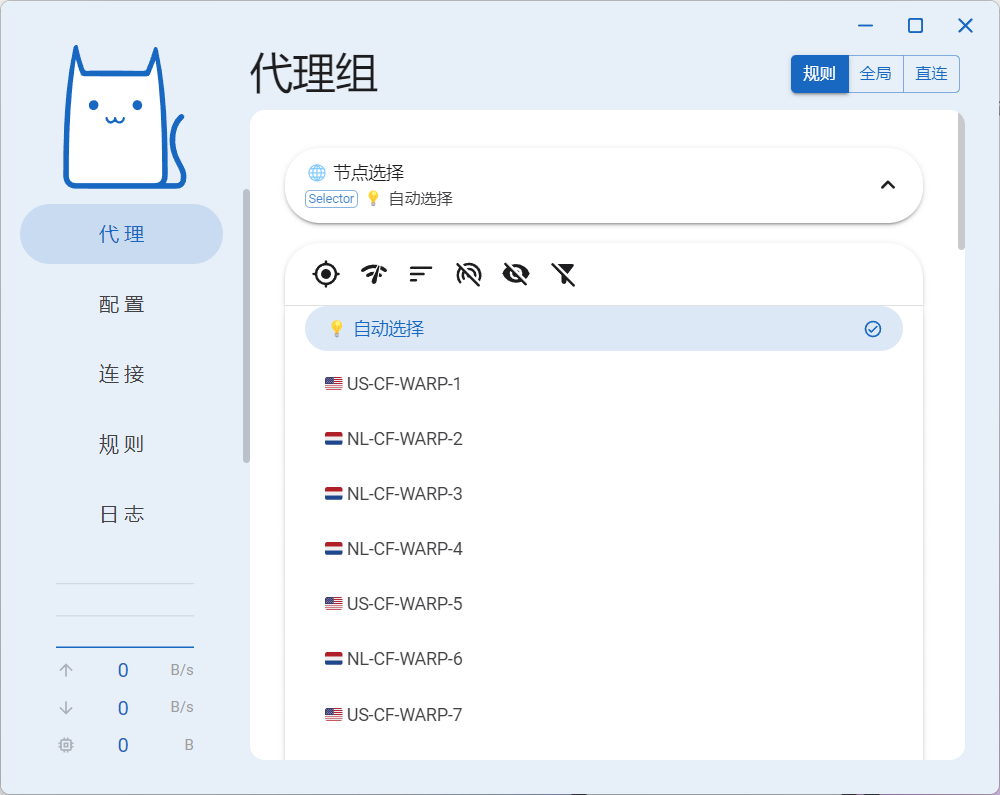 代理组
规则 全局 直连
代理
配置
连接
规则
日志
0 B/s
0 B/s
0 B
节点选择
Selector 自动选择
自动选择
US-CF-WARP-1
NL-CF-WARP-2
NL-CF-WARP-3
NL-CF-WARP-4
US-CF-WARP-5
NL-CF-WARP-6
US-CF-WARP-7